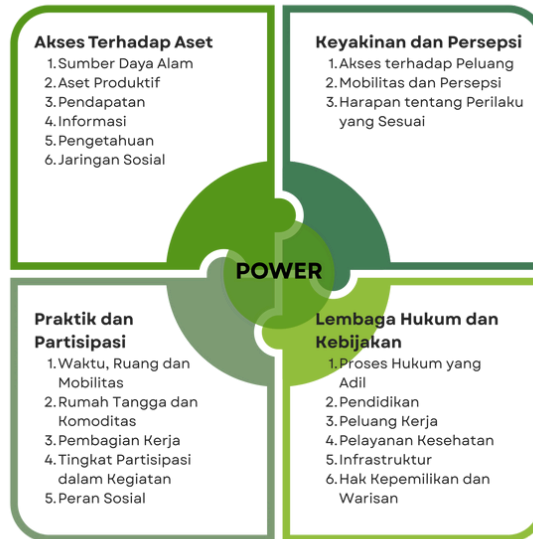 Akses Terhadap Aset
1. Sumber Daya Alam
2. Aset Produktif
3. Pendapatan
4. Informasi
5. Pengetahuan
6. Jaringan Sosial
Keyakinan dan Persepsi
1. Akses terhadap Peluang
2. Mobilitas dan Persepsi
3. Harapan tentang Perilaku
yang Sesuai
POWER
Praktik dan
Partisipasi
1. Waktu, Ruang dan
Mobilitas
2. Rumah Tangga dan
Komoditas
3. Pembagian Kerja
4. Tingkat Partisipasi
dalam Kegiatan
5. Peran Sosial
Lembaga Hukum dan
Kebijakan
1. Proses Hukum yang
Adil
2. Pendidikan
3. Peluang Kerja
4. Pelayanan Kesehatan
5. Infrastruktur
6. Hak Kepemilikan dan
Warisan